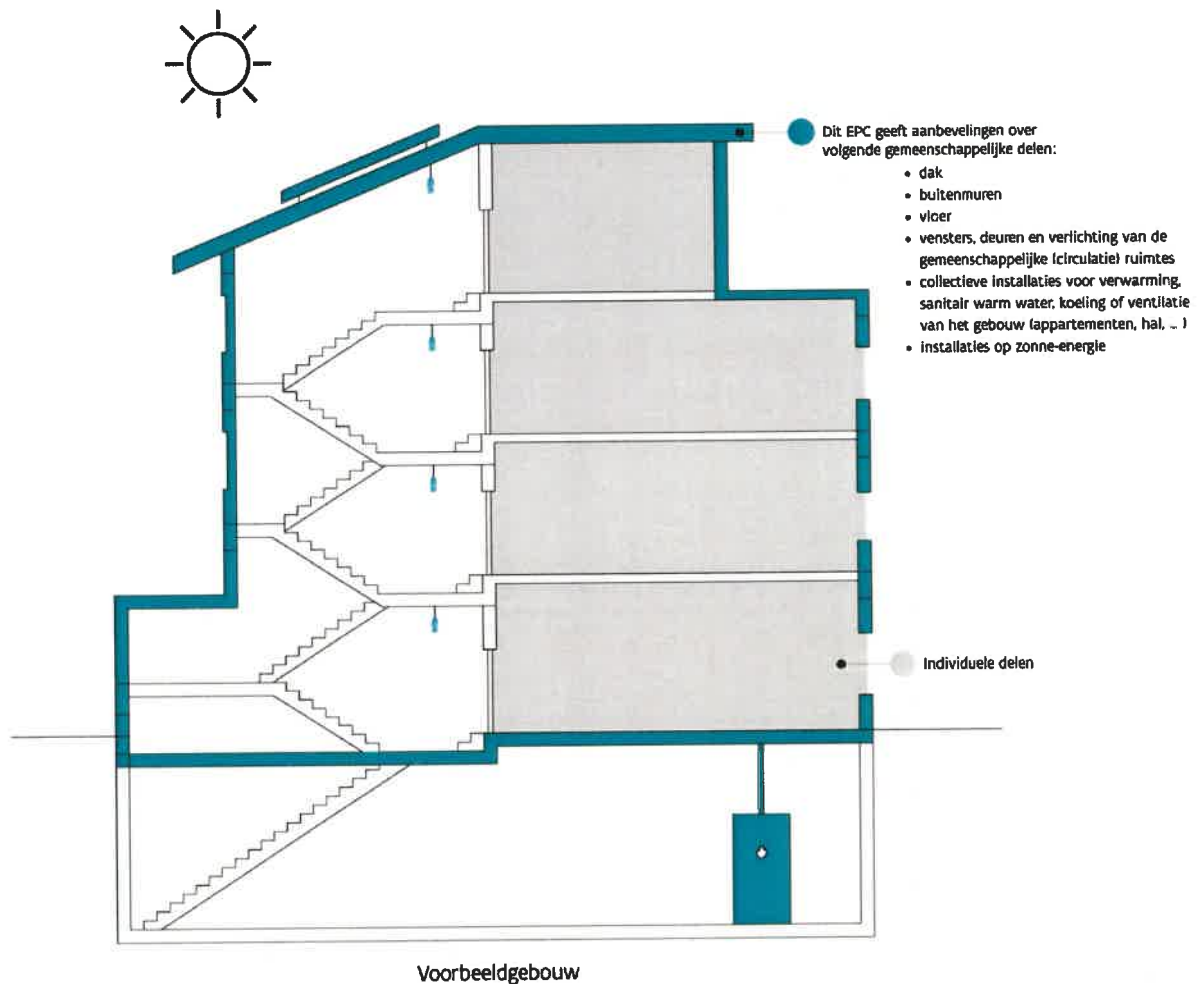 Dit EPC geeft aanbevelingen over
volgende gemeenschappelijke delen:
• dak
• buitenmuren
• vloer
• vensters, deuren en verlichting van de
gemeenschappelijke (circulatie) ruimtes
• collectieve installaties voor verwarming,
sanitair warm water, koeling of ventilatie
van het gebouw (appartementen, hal, ... )
• installaties op zonne-energie
Individuele delen
Voorbeeldgebouw